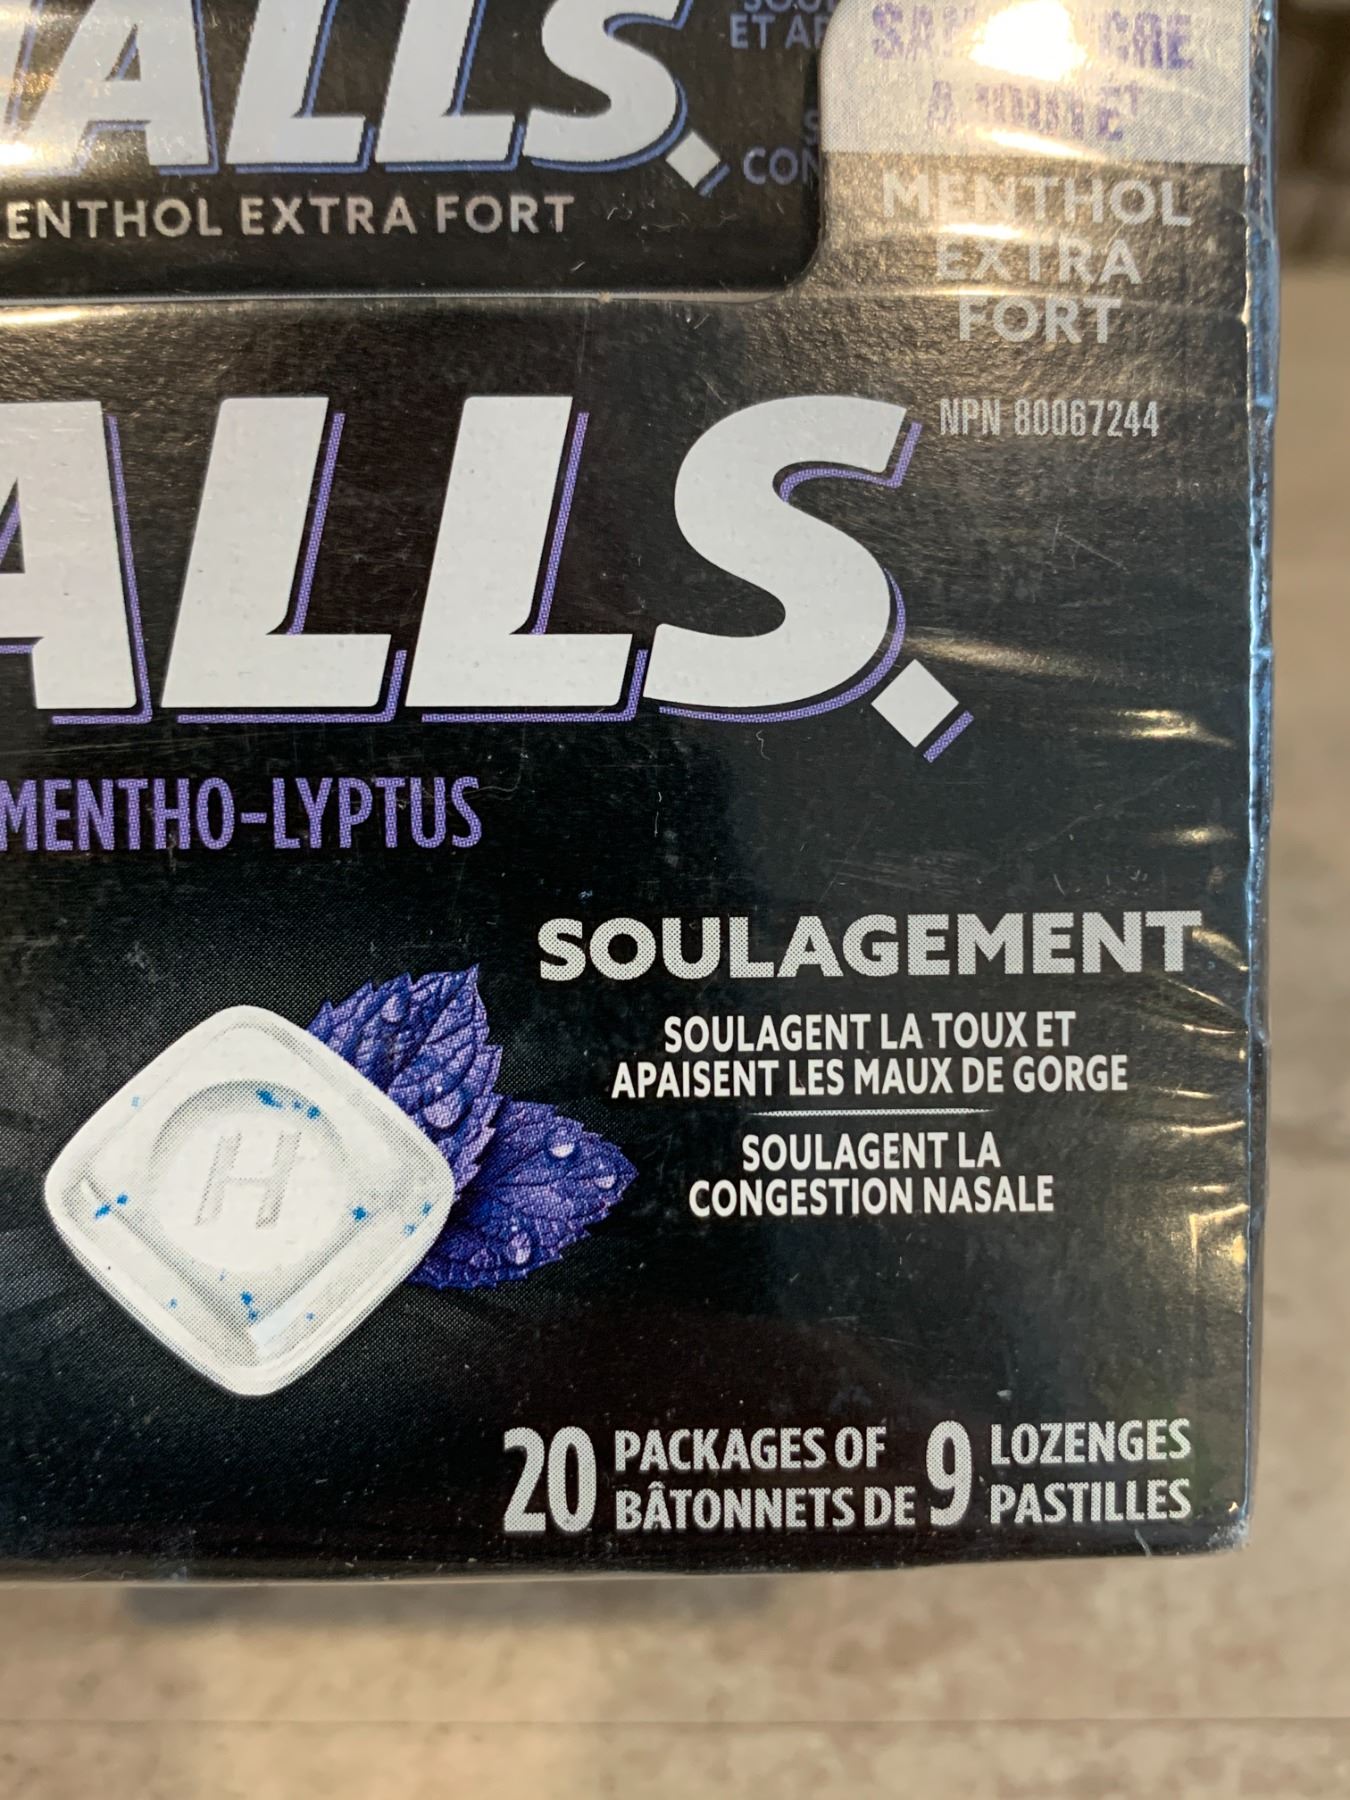 ALLS
ET
CON
ENTHOL EXTRA FORT
AJOUTÉ
MENTHOL
EXTRA
FORT
NPN 80067244
ALLS
MENTHO-LYPTUS
SOULAGEMENT
SOULAGENT LA TOUX ET
APAISENT LES MAUX DE GORGE
SOULAGENT LA
CONGESTION NASALE
H
20 PACKAGES OF 9 LOZENGES
BÂTONNETS DE PASTILLES